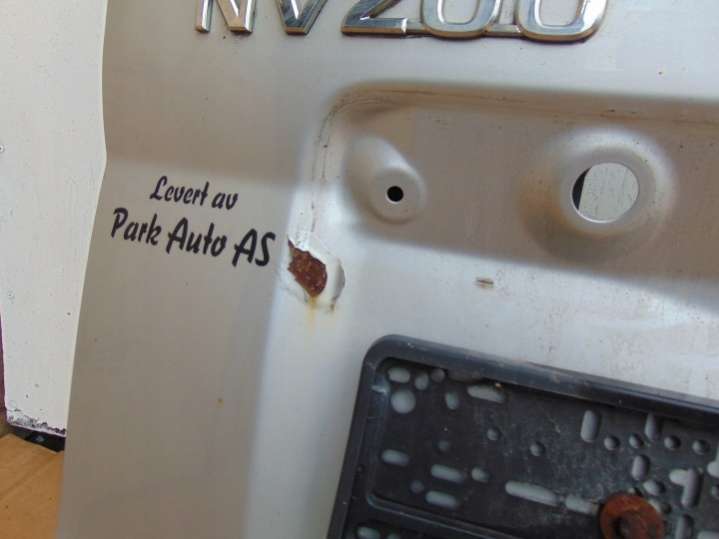 NV200
Levert av
Park Auto AS